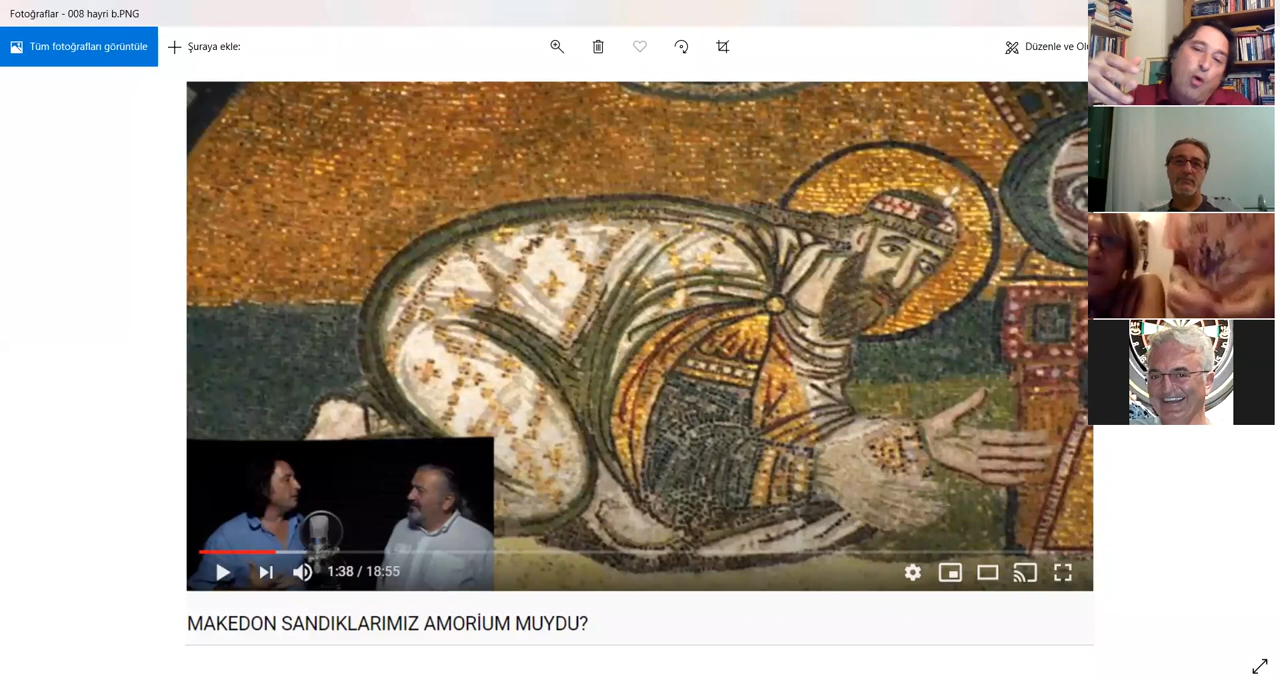 Fotoğraflar - 008 hayri b.PNG
Tüm fotoğrafları görüntüle
Şuraya ekle:
Düzenle ve Ol
1:38 / 18:55
MAKEDON SANDIKLARIMIZ AMORİUM MUYDU?